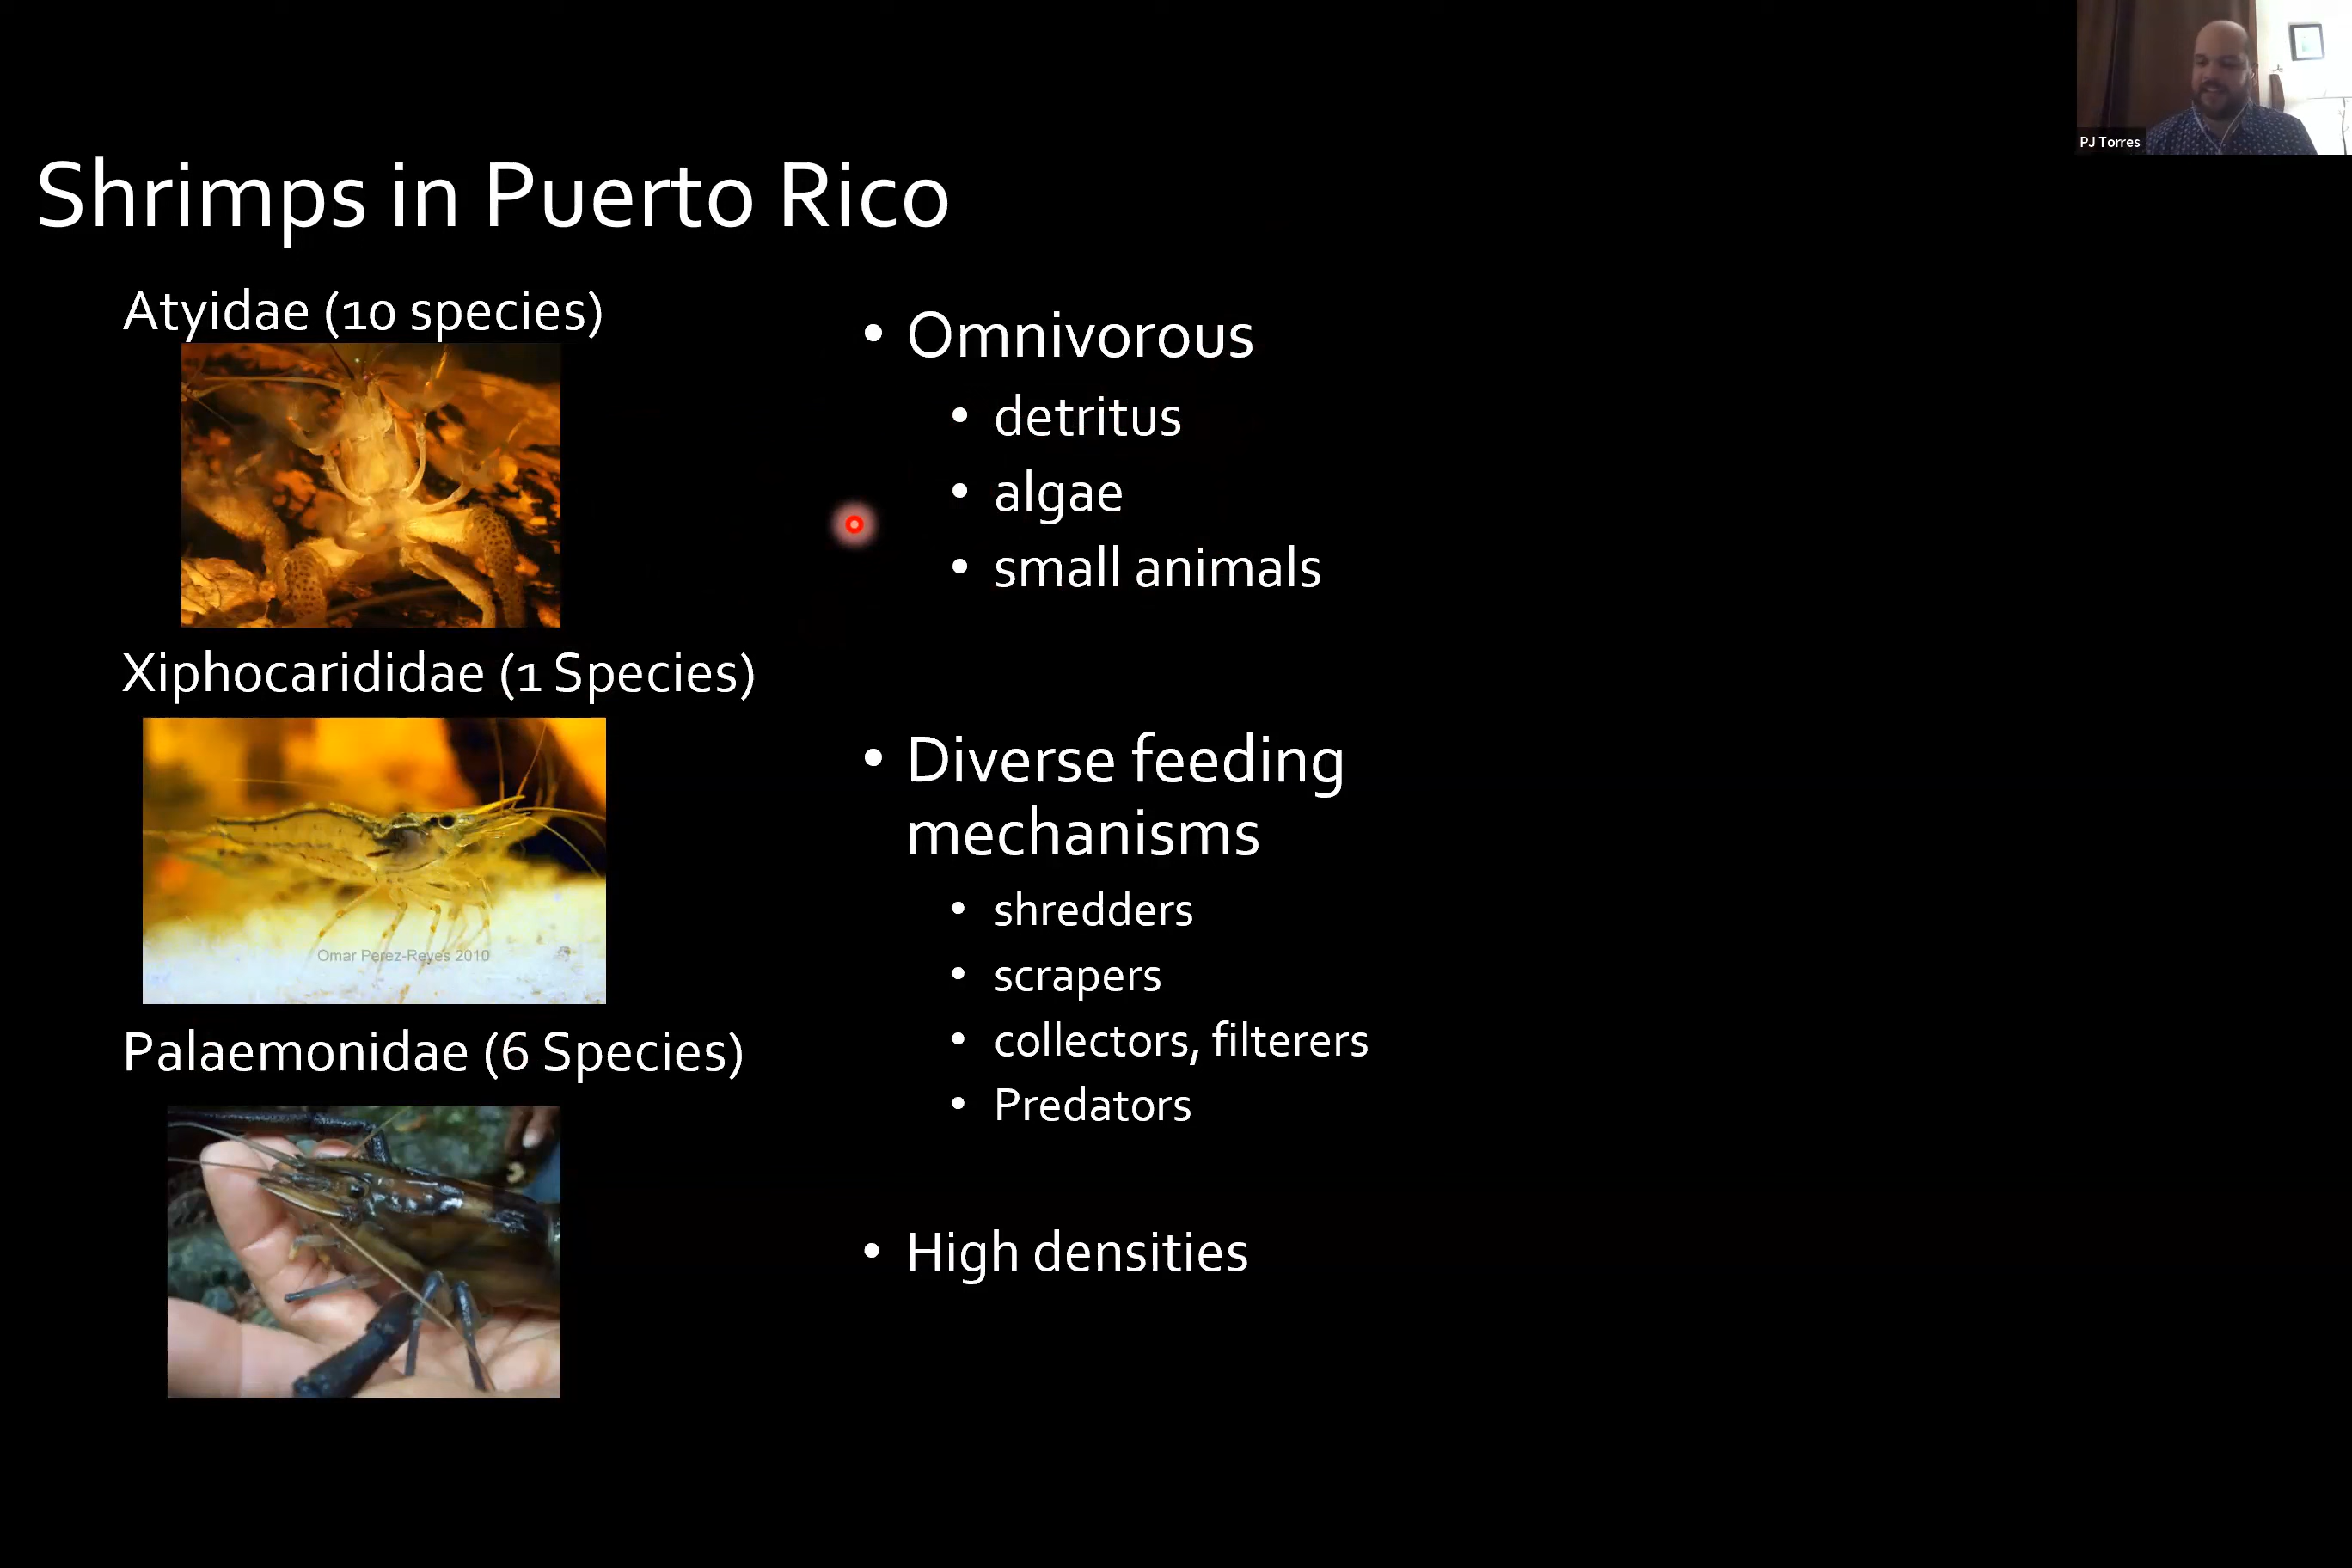 PJ Torres
Shrimps in Puerto Rico
Atyidae (10 species)
Xiphocarididae (1 Species)
Omar Perez-Reyes 2010
Palaemonidae (6 Species)
• Omnivorous
• detritus
• algae
• small animals
• Diverse feeding
mechanisms
• shredders
• scrapers
• collectors, filterers
• Predators
• High densities